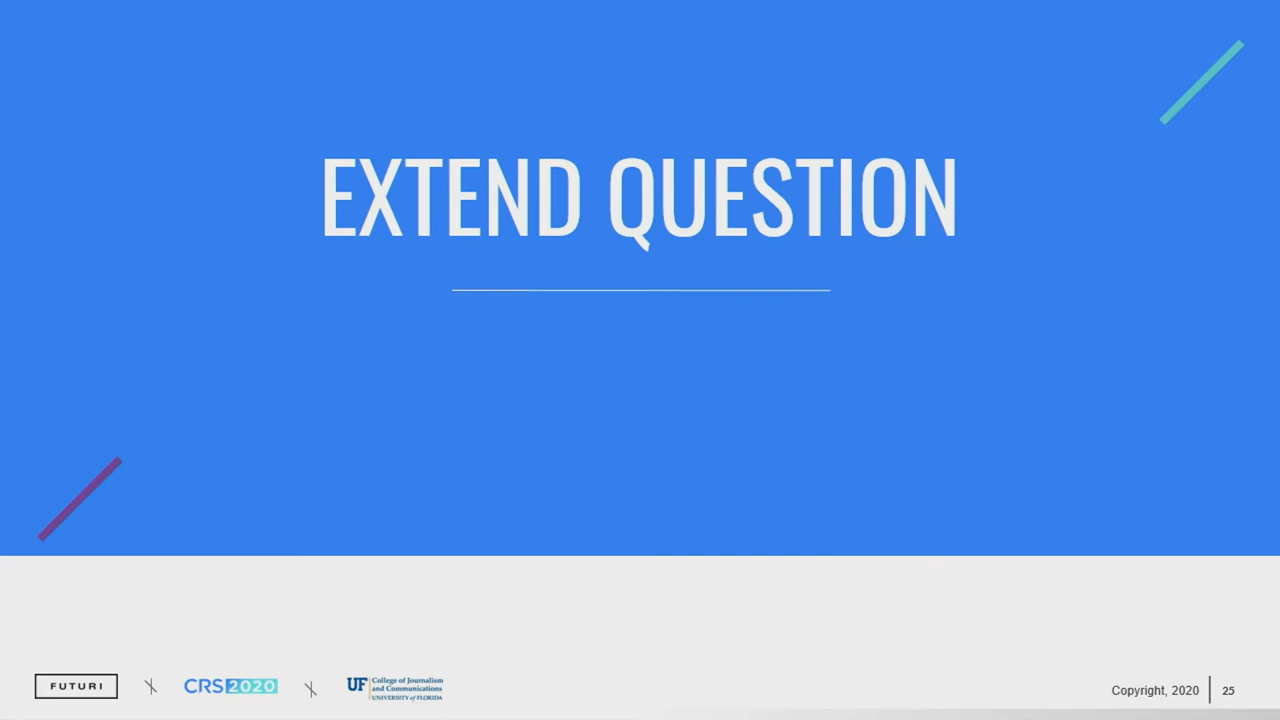 EXTEND QUESTION
FUTURI
CRS2020
UF College of Journalism
and Communications
UNIVERSITY of FLORIDA
Copyright, 2020
25